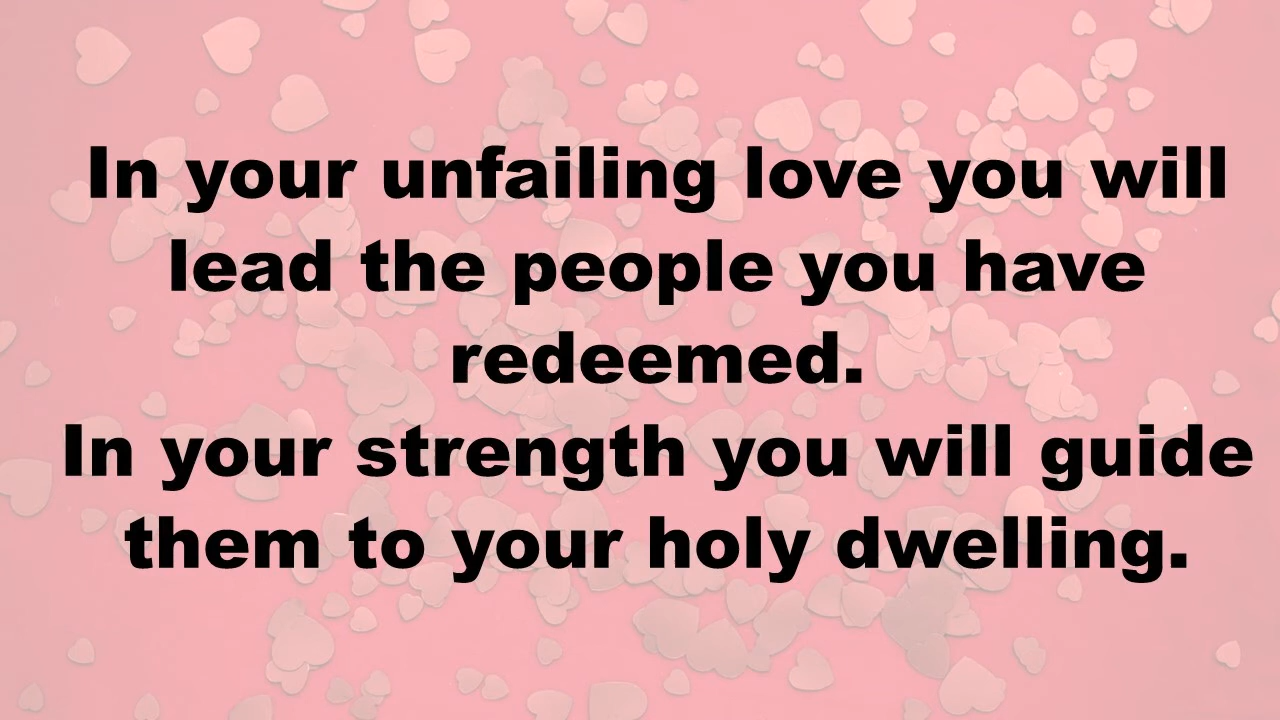 In your unfailing love you will
lead the people you have
redeemed.
In your strength you will guide
them to your holy dwelling.